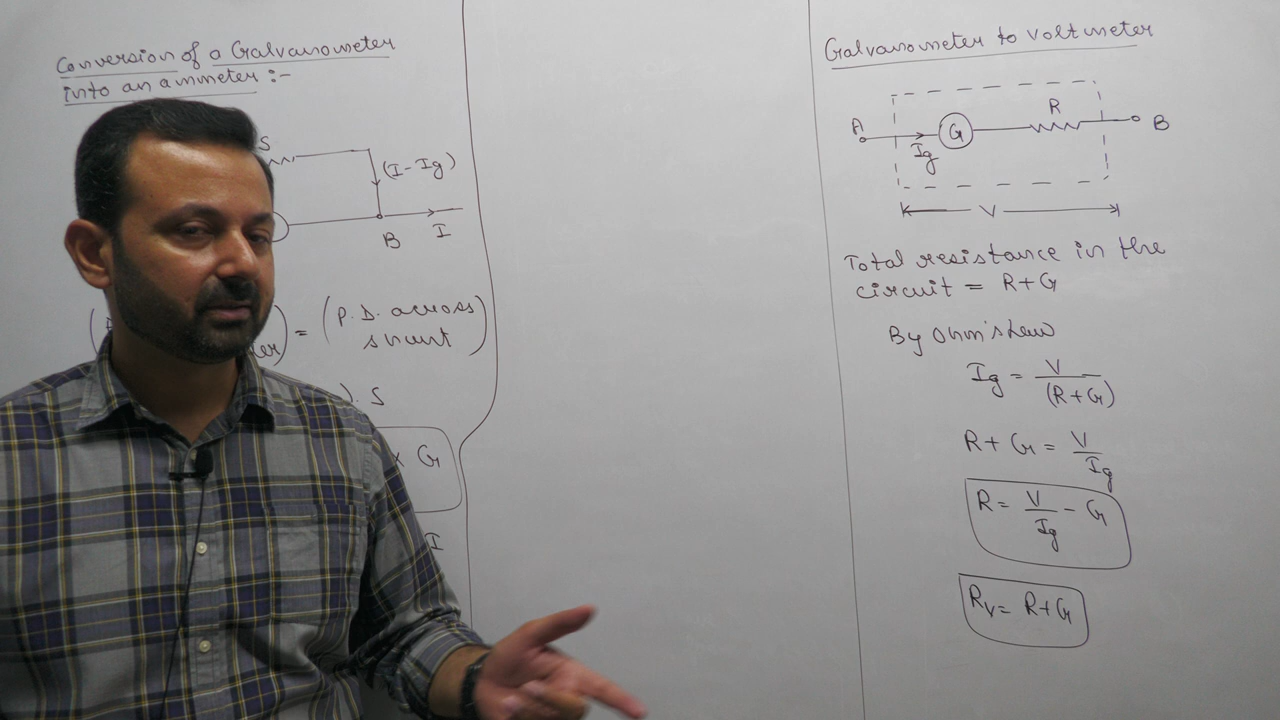 Conversion of a Galvanometer
into an ammeter :-
S
(I - Ig)
B I
) = (P.D. across
shunt)
). S
x G
I
Galvanometer to voltmeter
A Ig G R B
V
Total resistance in the
circuit = R+G
By Ohm's Law
Ig = V/(R+G)
R+G = V/Ig
R = V/Ig - G
Rv = R+G